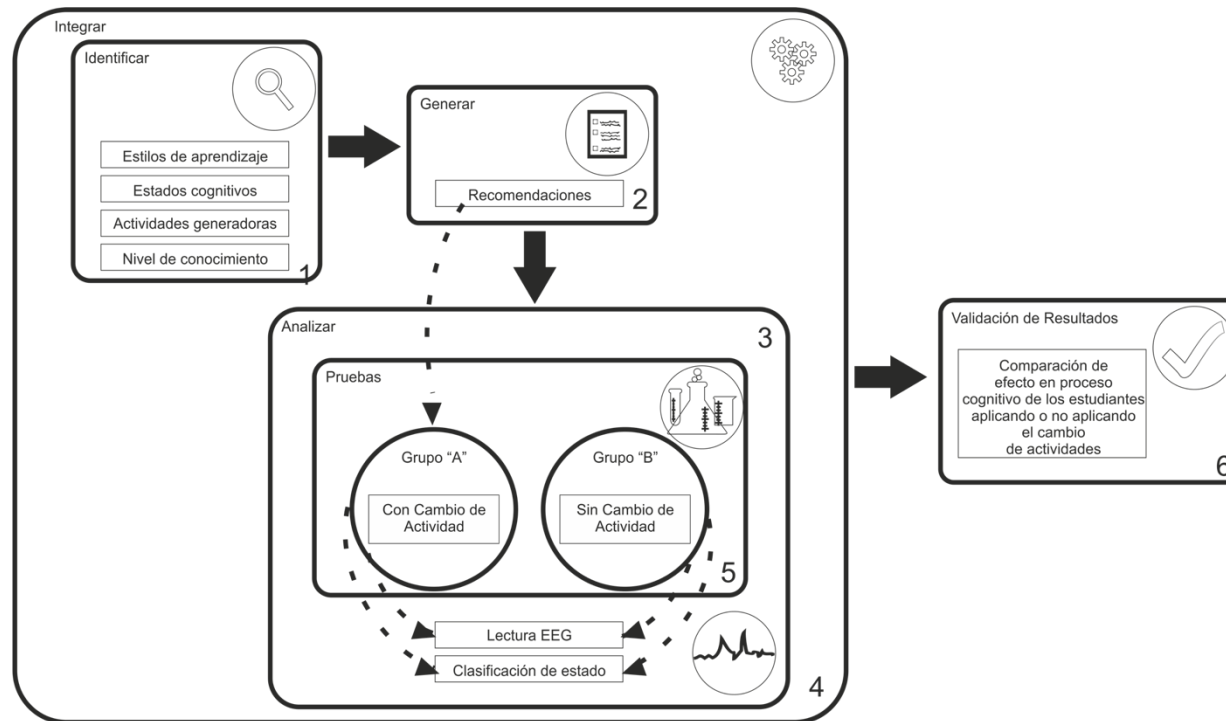 Integrar
Identificar
Estilos de aprendizaje
Estados cognitivos
Actividades generadoras
Nivel de conocimiento
1
Generar
Recomendaciones
2
Analizar
3
Pruebas
Grupo “A”
Con Cambio de
Actividad
Grupo “B”
Sin Cambio de
Actividad
5
Lectura EEG
Clasificación de estado
4
Validación de Resultados
Comparación de
efecto en proceso
cognitivo de los estudiantes
aplicando o no aplicando
el cambio
de actividades
6